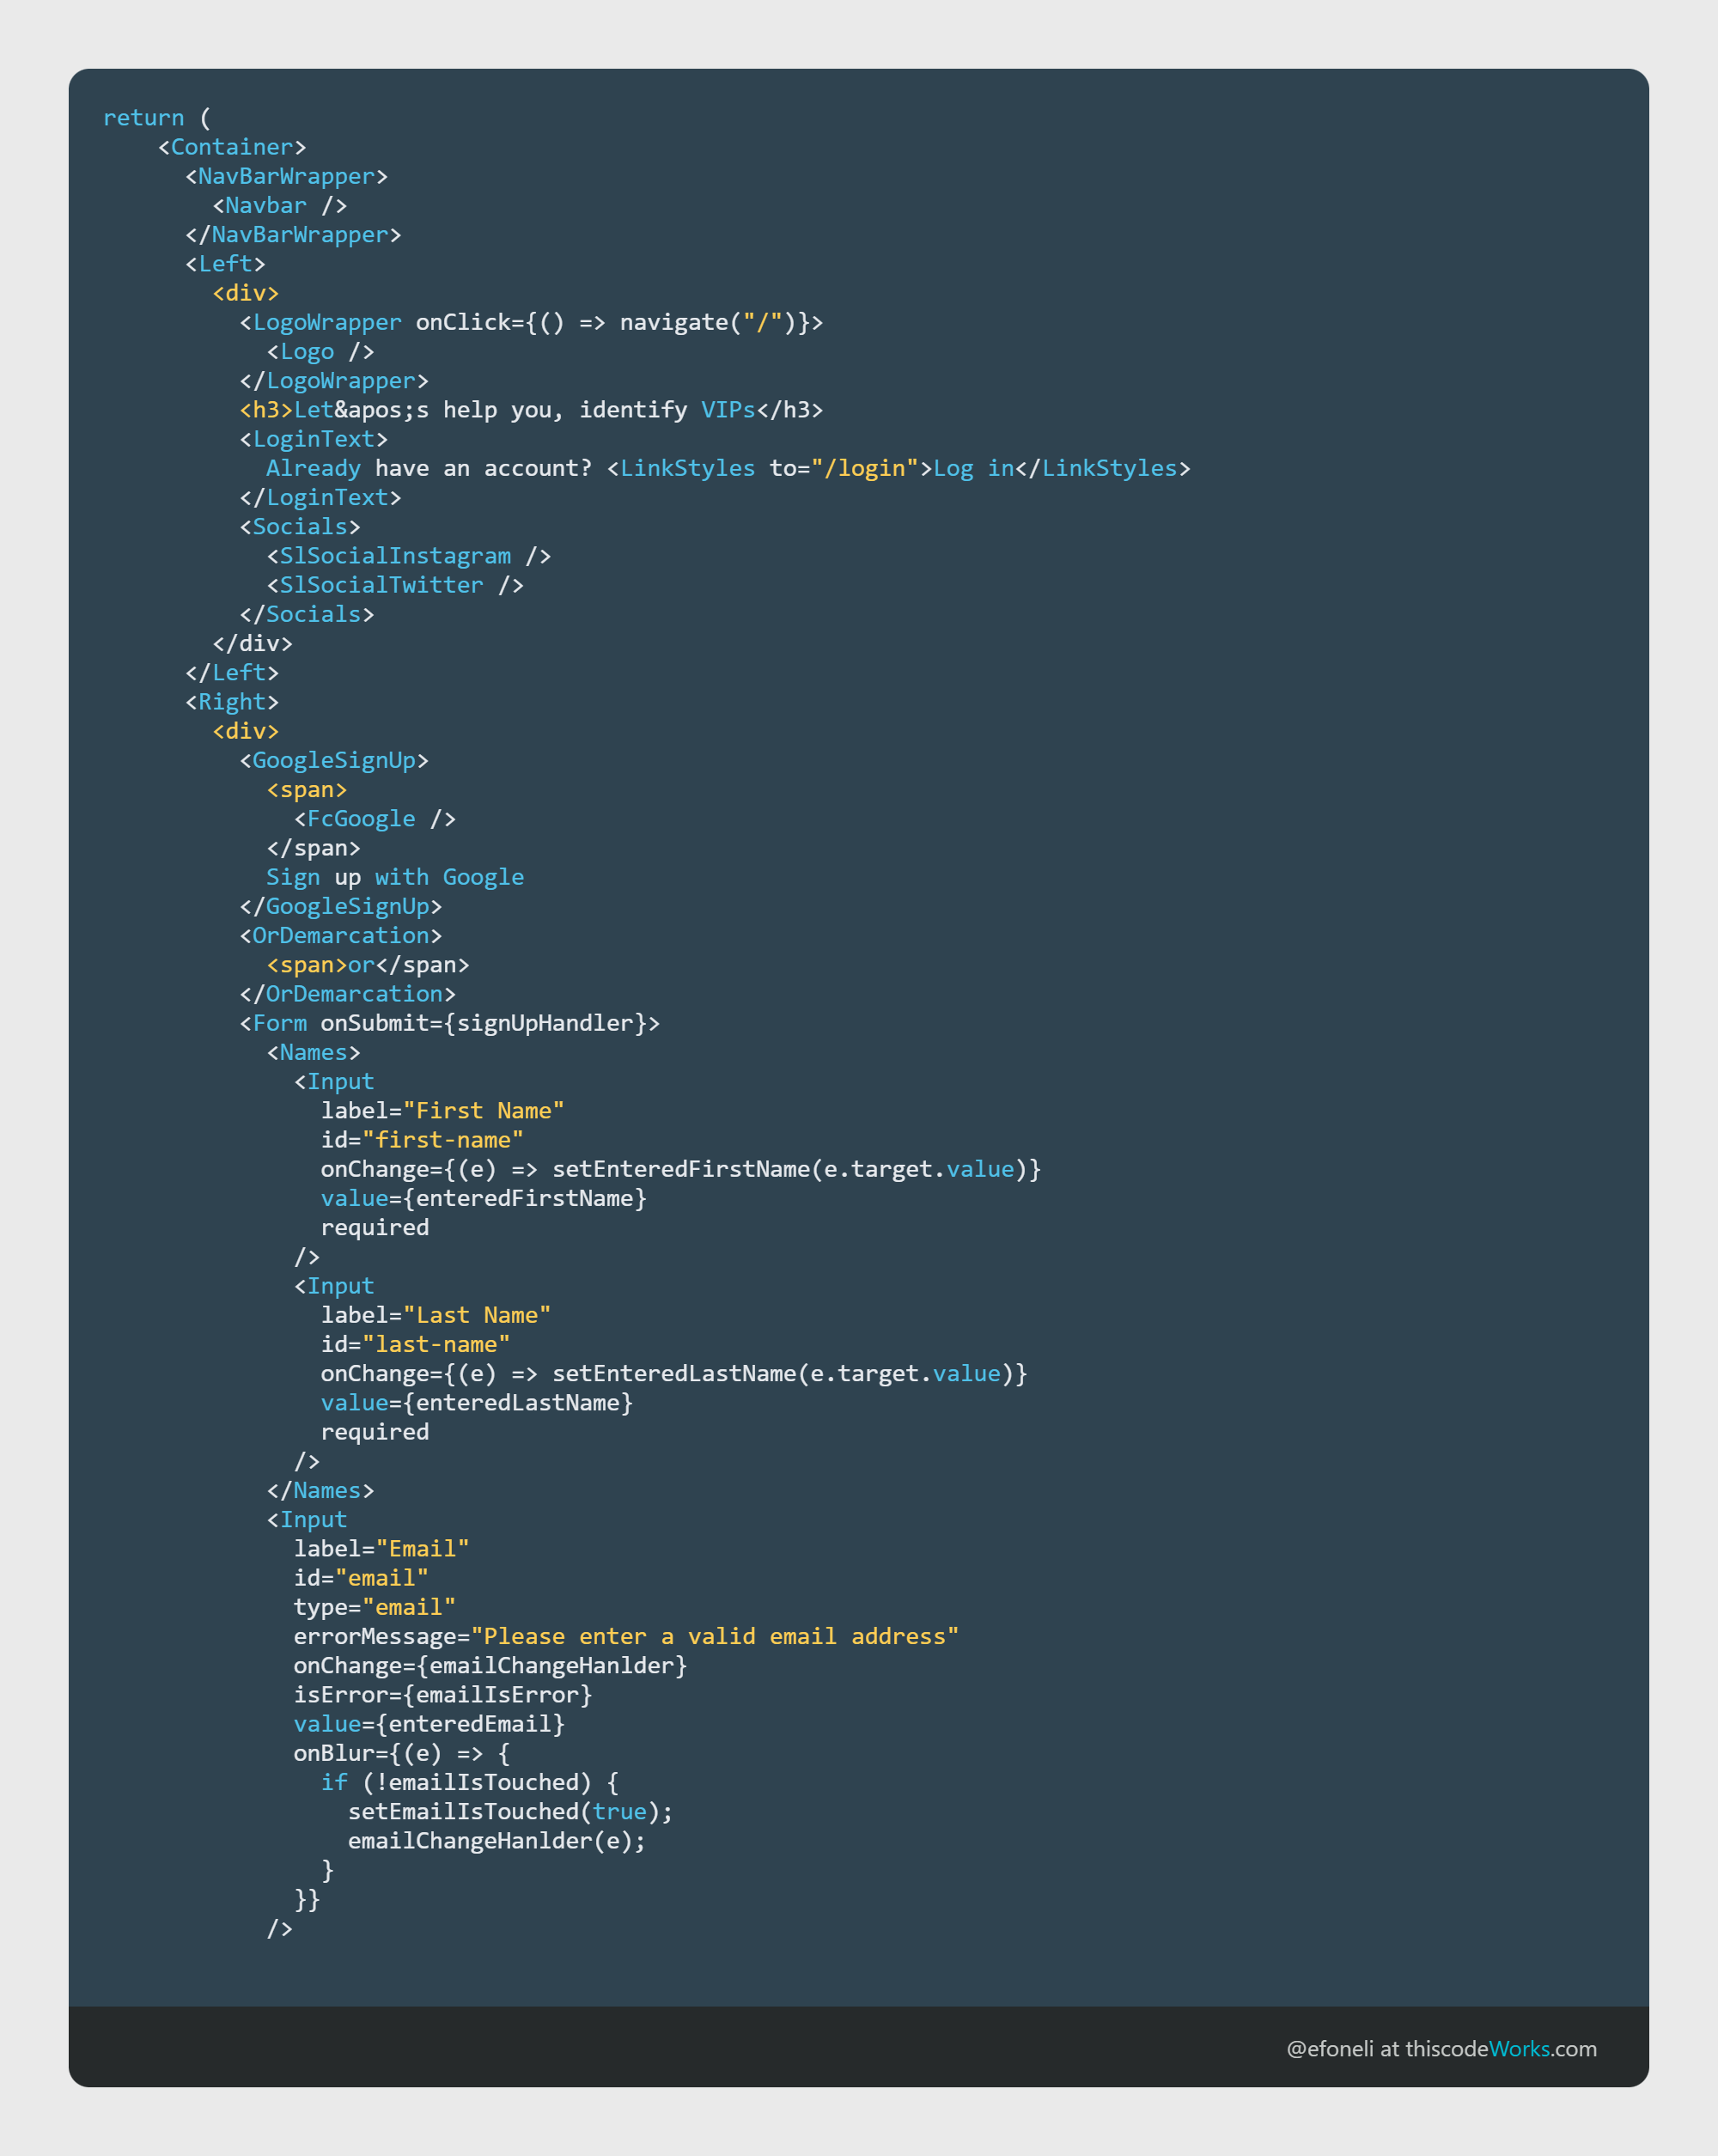 return (
    <Container>
      <NavBarWrapper>
        <Navbar />
      </NavBarWrapper>
      <Left>
        <div>
          <LogoWrapper onClick={() => navigate("/")}>
            <Logo />
          </LogoWrapper>
          <h3>Let&apos;s help you, identify VIPs</h3>
          <LoginText>
            Already have an account? <LinkStyles to="/login">Log in</LinkStyles>
          </LoginText>
          <Socials>
            <SlSocialInstagram />
            <SlSocialTwitter />
          </Socials>
        </div>
      </Left>
      <Right>
        <div>
          <GoogleSignUp>
            <span>
              <FcGoogle />
            </span>
            Sign up with Google
          </GoogleSignUp>
          <OrDemarcation>
            <span>or</span>
          </OrDemarcation>
          <Form onSubmit={signUpHandler}>
            <Names>
              <Input
                label="First Name"
                id="first-name"
                onChange={(e) => setEnteredFirstName(e.target.value)}
                value={enteredFirstName}
                required
              />
              <Input
                label="Last Name"
                id="last-name"
                onChange={(e) => setEnteredLastName(e.target.value)}
                value={enteredLastName}
                required
              />
            </Names>
            <Input
              label="Email"
              id="email"
              type="email"
              errorMessage="Please enter a valid email address"
              onChange={emailChangeHanlder}
              isError={emailIsError}
              value={enteredEmail}
              onBlur={(e) => {
                if (!emailIsTouched) {
                  setEmailIsTouched(true);
                  emailChangeHanlder(e);
                }
              }}
            />
@efoneli at thiscodeWorks.com